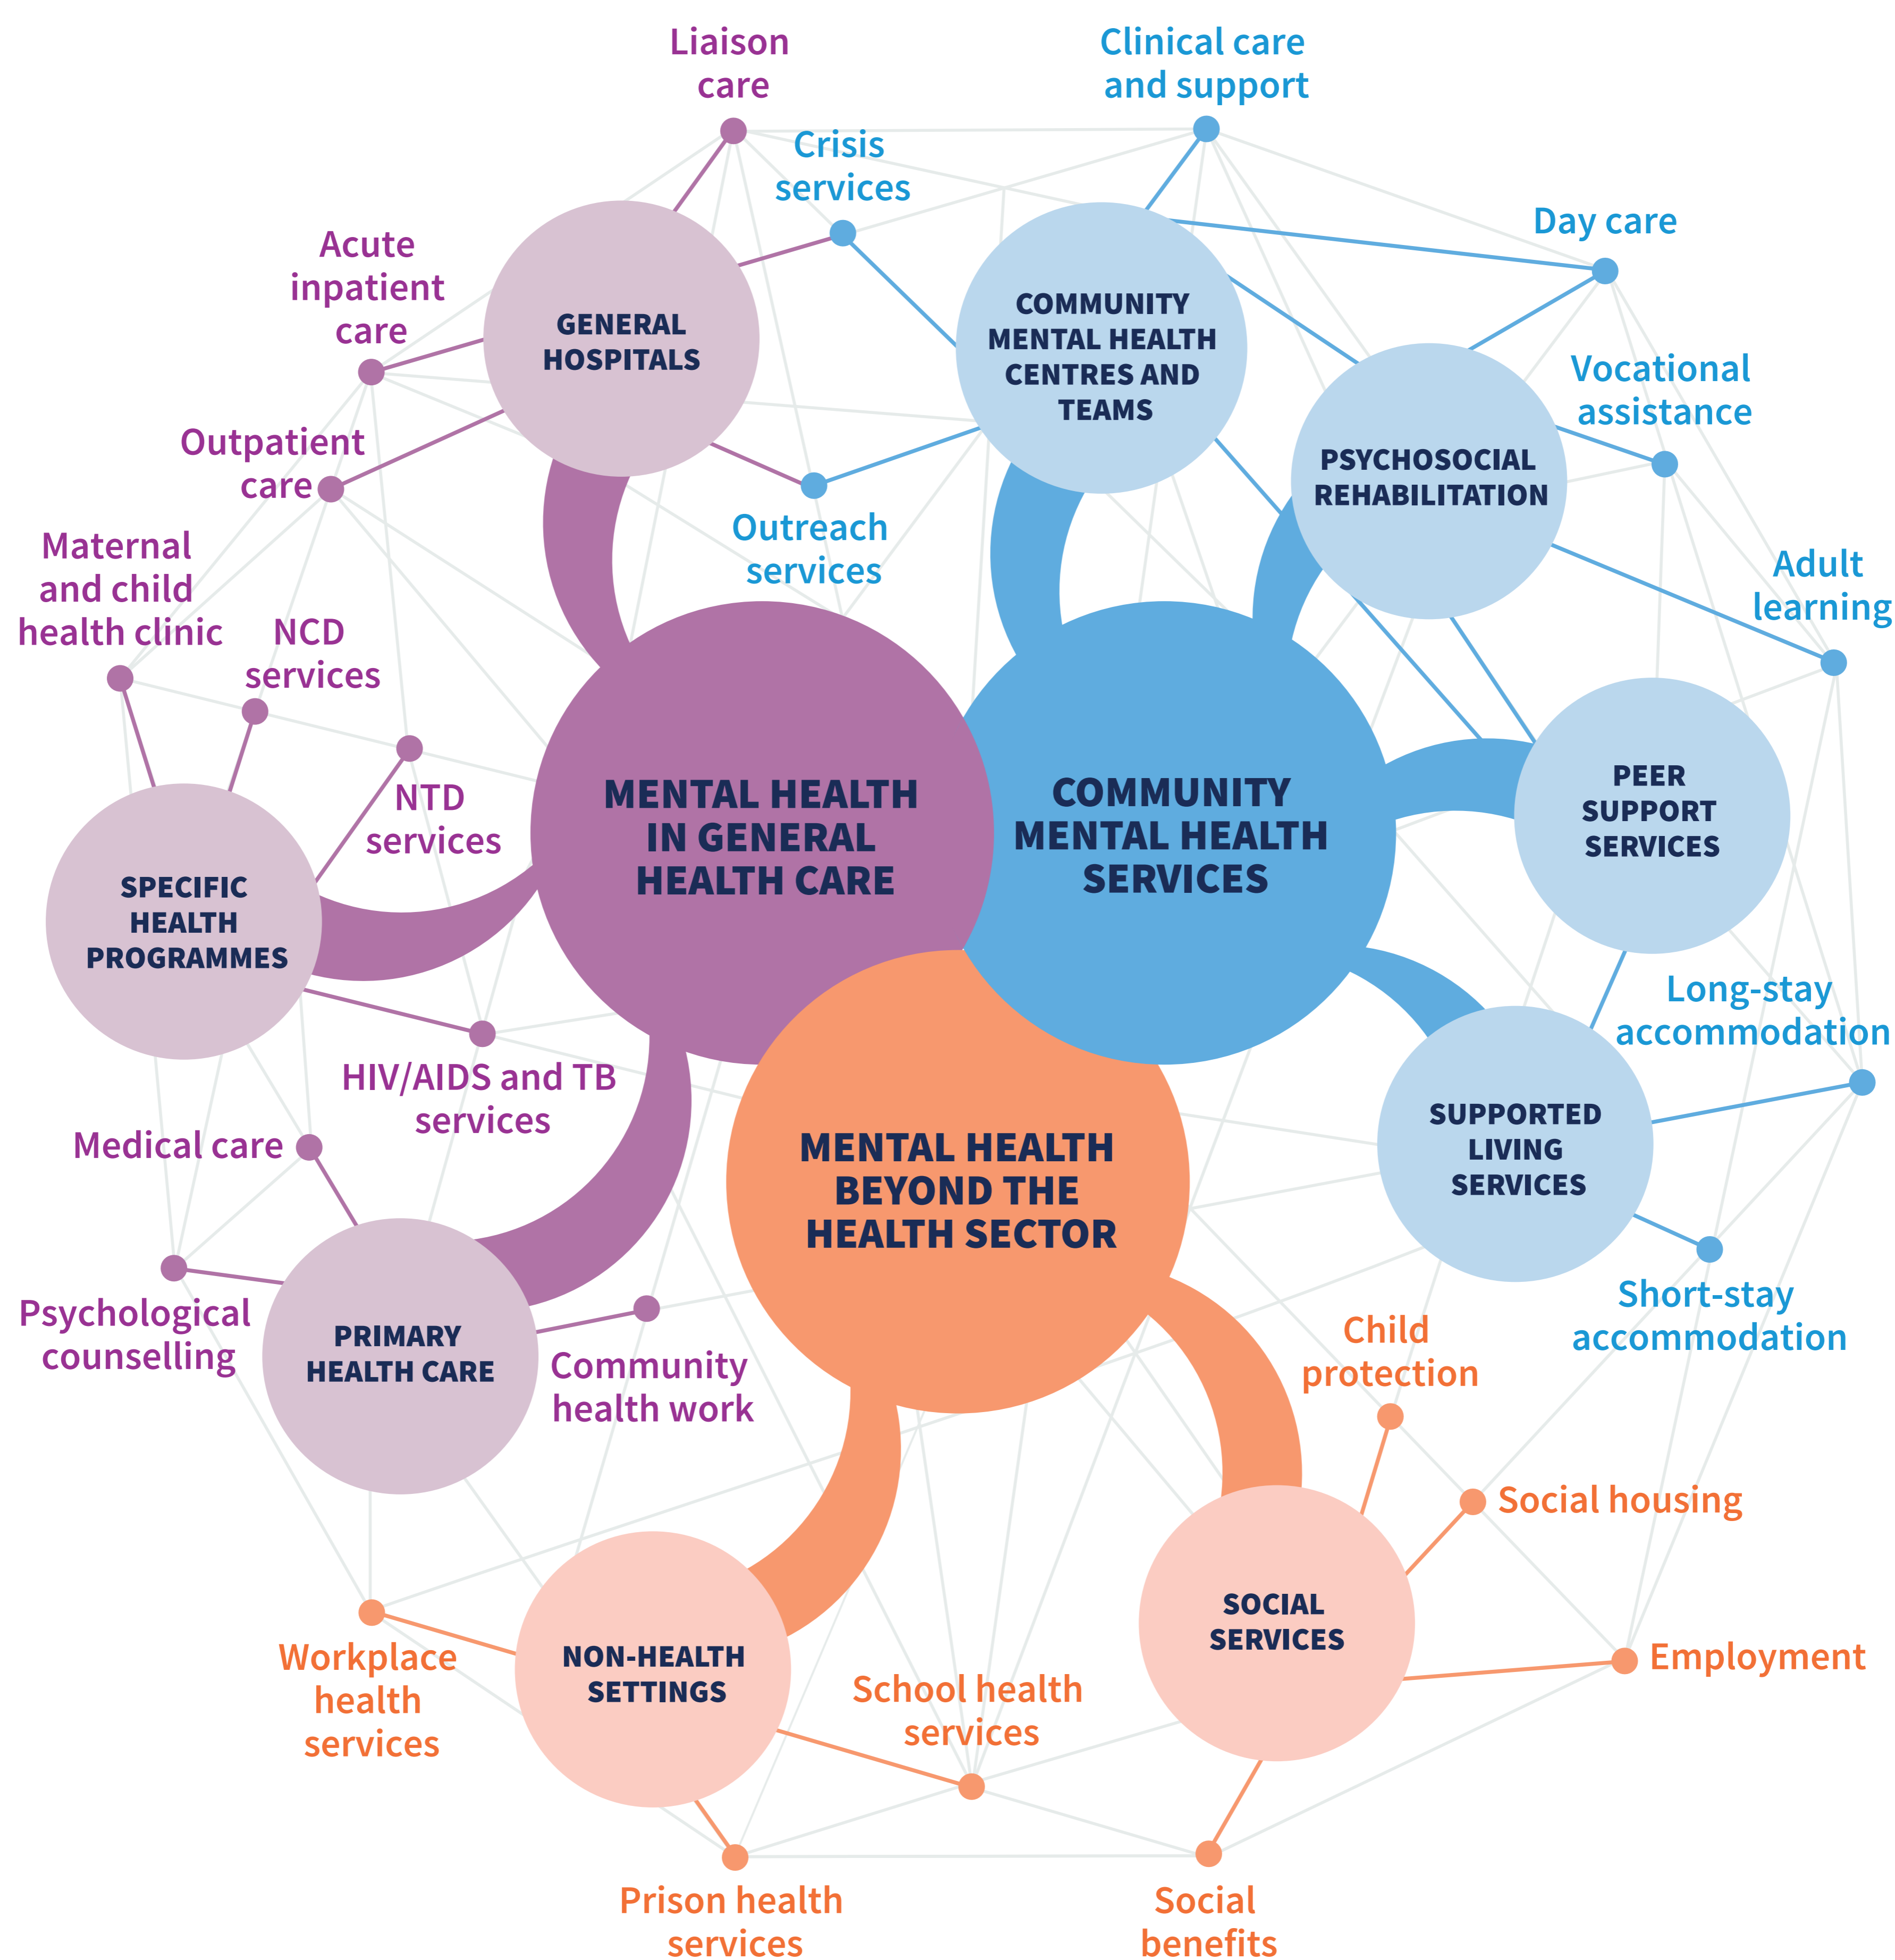 Liaison
care
Clinical care
and support
Crisis
services
Day care
Acute
inpatient
care
GENERAL
HOSPITALS
COMMUNITY
MENTAL HEALTH
CENTRES AND
TEAMS
Vocational
assistance
Outpatient
care
PSYCHOSOCIAL
REHABILITATION
Outreach
services
Maternal
and child
health clinic
NCD
services
Adult
learning
NTD
services
MENTAL HEALTH
IN GENERAL
HEALTH CARE
COMMUNITY
MENTAL HEALTH
SERVICES
PEER
SUPPORT
SERVICES
SPECIFIC
HEALTH
PROGRAMMES
Long-stay
accommodation
HIV/AIDS and TB
services
Medical care
MENTAL HEALTH
BEYOND THE
HEALTH SECTOR
SUPPORTED
LIVING
SERVICES
Psychological
counselling
PRIMARY
HEALTH CARE
Community
health work
Short-stay
accommodation
Child
protection
Social housing
Workplace
health
services
NON-HEALTH
SETTINGS
School health
services
SOCIAL
SERVICES
Employment
Prison health
services
Social
benefits